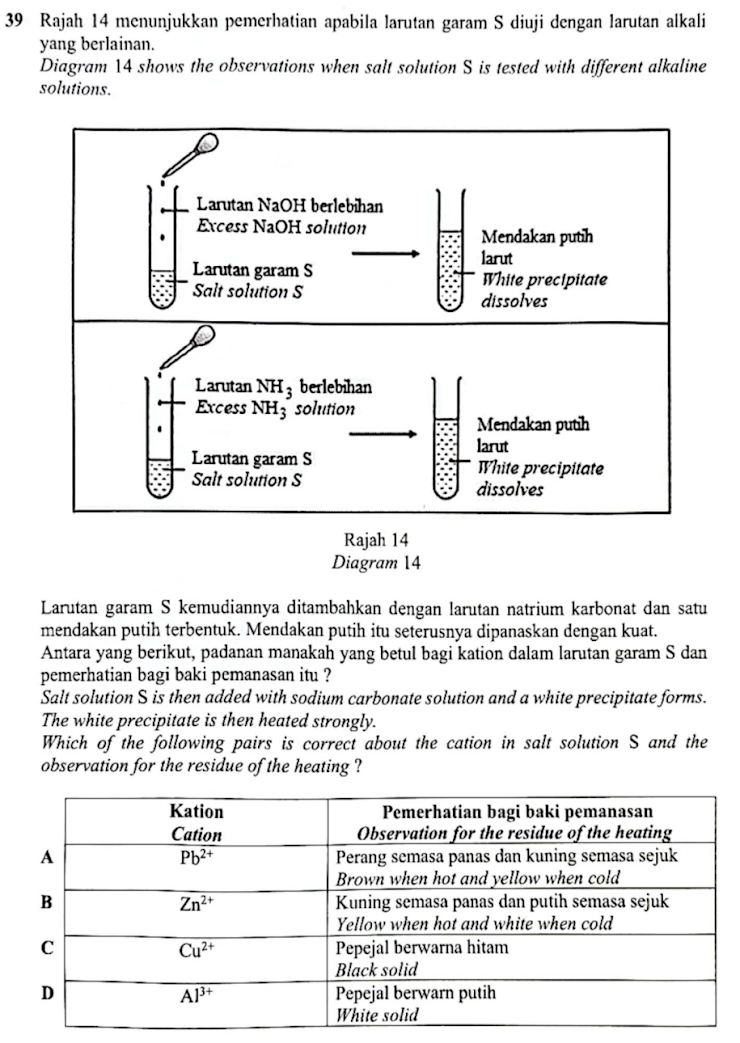 39 Rajah 14 menunjukkan pemerhatian apabila larutan garam S diuji dengan larutan alkali
yang berlainan.
Diagram 14 shows the observations when salt solution S is tested with different alkaline
solutions.
Larutan NaOH berlebihan
Excess NaOH solution
Larutan garam S
Salt solution S
Mendakan putih
larut
White precipitate
dissolves
Larutan NH₃ berlebihan
Excess NH₃ solution
Larutan garam S
Salt solution S
Mendakan putih
larut
White precipitate
dissolves
Rajah 14
Diagram 14
Larutan garam S kemudiannya ditambahkan dengan larutan natrium karbonat dan satu
mendakan putih terbentuk. Mendakan putih itu seterusnya dipanaskan dengan kuat.
Antara yang berikut, padanan manakah yang betul bagi kation dalam larutan garam S dan
pemerhatian bagi baki pemanasan itu ?
Salt solution S is then added with sodium carbonate solution and a white precipitate forms.
The white precipitate is then heated strongly.
Which of the following pairs is correct about the cation in salt solution S and the
observation for the residue of the heating ?
Kation Pemerhatian bagi baki pemanasan
Cation Observation for the residue of the heating
A Pb²⁺ Perang semasa panas dan kuning semasa sejuk
Brown when hot and yellow when cold
B Zn²⁺ Kuning semasa panas dan putih semasa sejuk
Yellow when hot and white when cold
C Cu²⁺ Pepejal berwarna hitam
Black solid
D Al³⁺ Pepejal berwarn putih
White solid